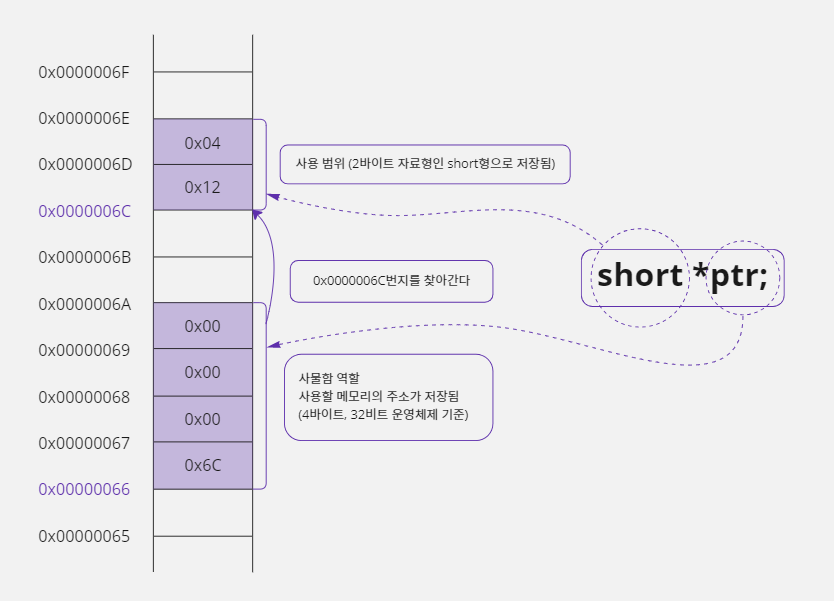 0x0000006F
0x0000006E
0x04
0x0000006D
사용 범위 (2바이트 자료형인 short형으로 저장됨)
0x12
0x0000006C
0x0000006B
short *ptr;
0x0000006C번지를 찾아간다
0x0000006A
0x00
0x00000069
0x00
사물함 역할
사용할 메모리의 주소가 저장됨
(4바이트, 32비트 운영체제 기준)
0x00000068
0x00
0x00000067
0x6C
0x00000066
0x00000065